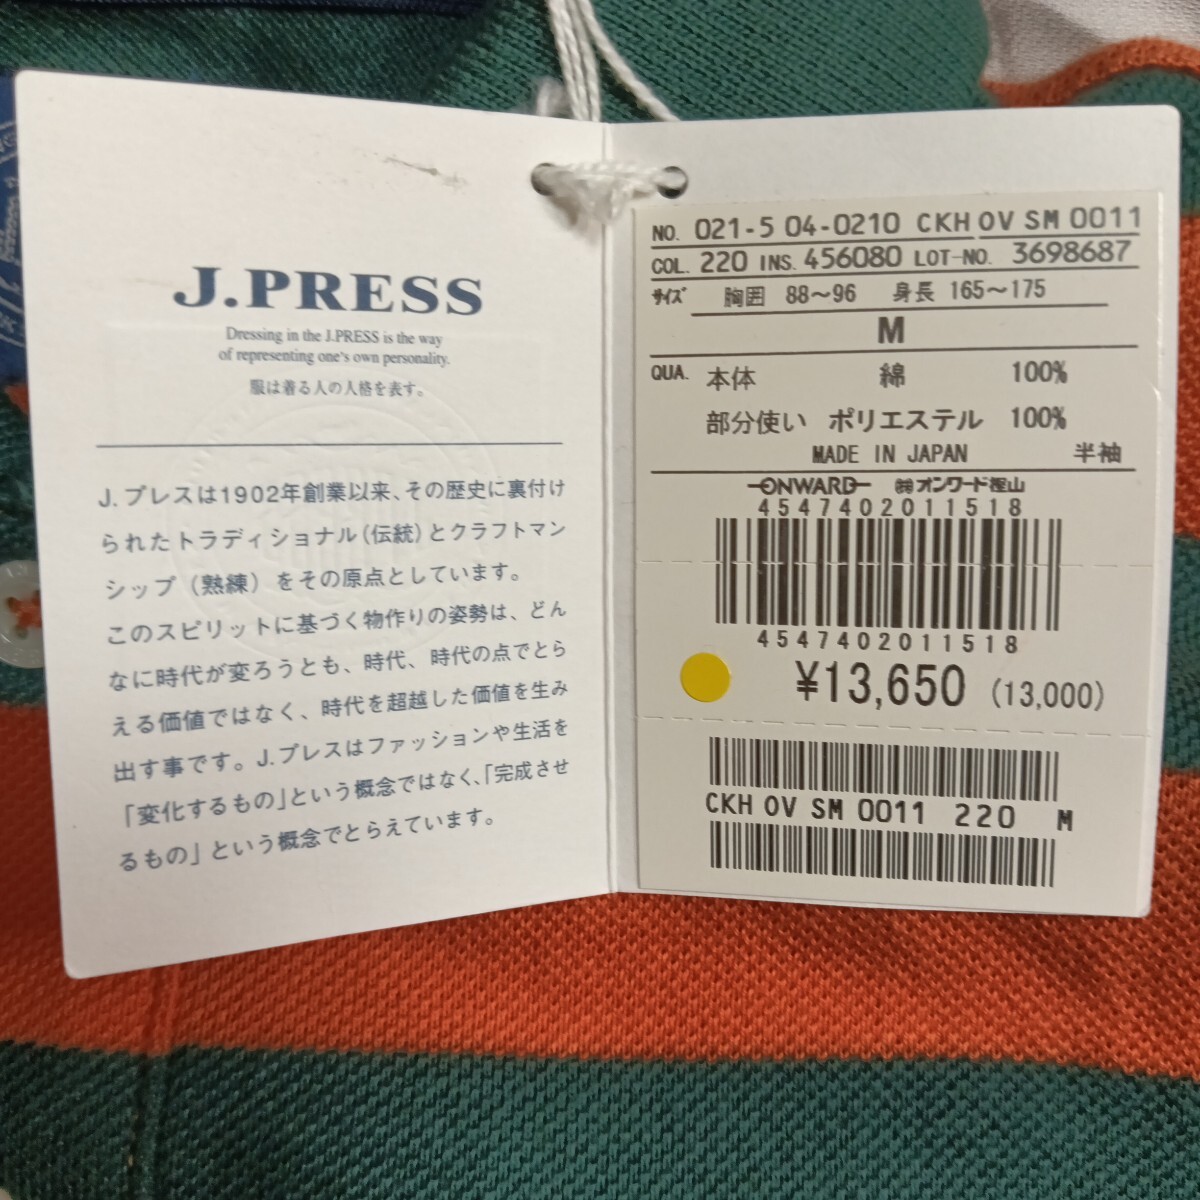 J.PRESS
Dressing in the J.PRESS is the way
of representing one's own personality.
服は着る人の人格を表す。
J.プレスは1902年創業以来、その歴史に裏付け
られたトラディショナル(伝統)とクラフトマン
シップ(熟練)をその原点としています。
このスピリットに基づく物作りの姿勢は、どん
なに時代が変ろうとも、時代、時代の点でとら
える価値ではなく、時代を超越した価値を生み
出す事です。J.プレスはファッションや生活を
「変化するもの」という概念ではなく、「完成させ
るもの」という概念でとらえています。
NO. 021-5 04-0210 CKH OV SM 0011
COL. 220 INS. 456080 LOT-NO. 3698687
サイズ 胸囲 88～96 身長 165～175
M
QUA. 本体 綿 100%
部分使い ポリエステル 100%
MADE IN JAPAN 半袖
ONWARD ㈱オンワード樫山
4547402011518
4547402011518
¥13,650 (13,000)
CKH OV SM 0011 220 M